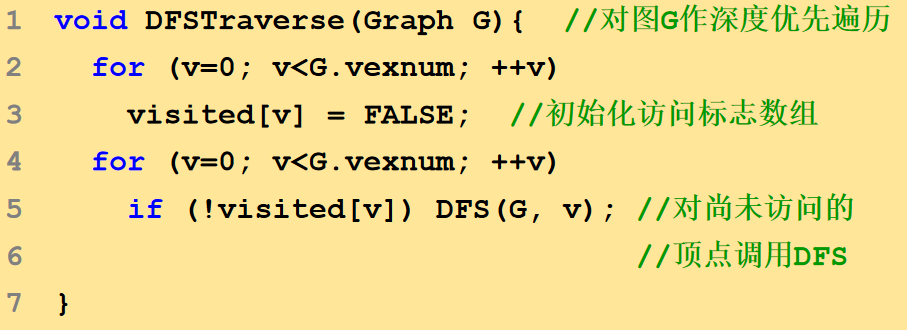 1 void DFSTraverse(Graph G){ //对图G作深度优先遍历
2 for (v=0; v<G.vexnum; ++v)
3 visited[v] = FALSE; //初始化访问标志数组
4 for (v=0; v<G.vexnum; ++v)
5 if (!visited[v]) DFS(G, v); //对尚未访问的
6 //顶点调用DFS
7 }